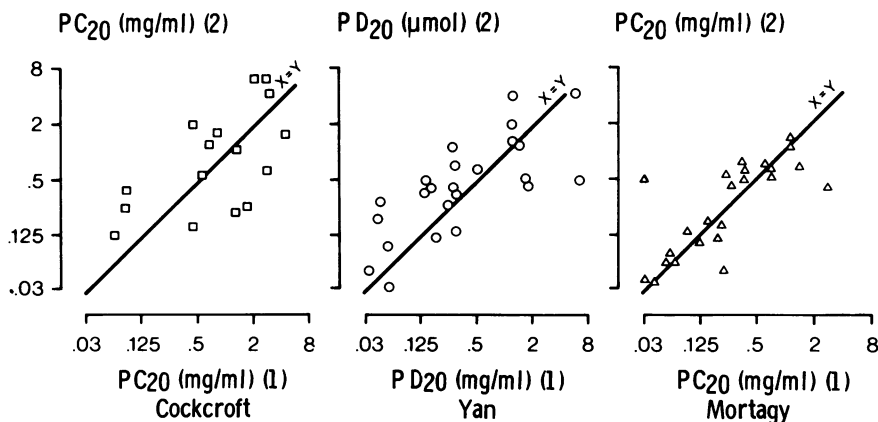 PC20 (mg/ml) (2)
PD20 (μmol) (2)
PC20 (mg/ml) (2)
8
2
.5
.125
.03
X=Y
X=Y
X=Y
.03 .125 .5 2 8
.03 .125 .5 2 8
.03 .125 .5 2 8
PC20 (mg/ml) (1)
PD20 (mg/ml) (1)
PC20 (mg/ml) (1)
Cockcroft
Yan
Mortagy